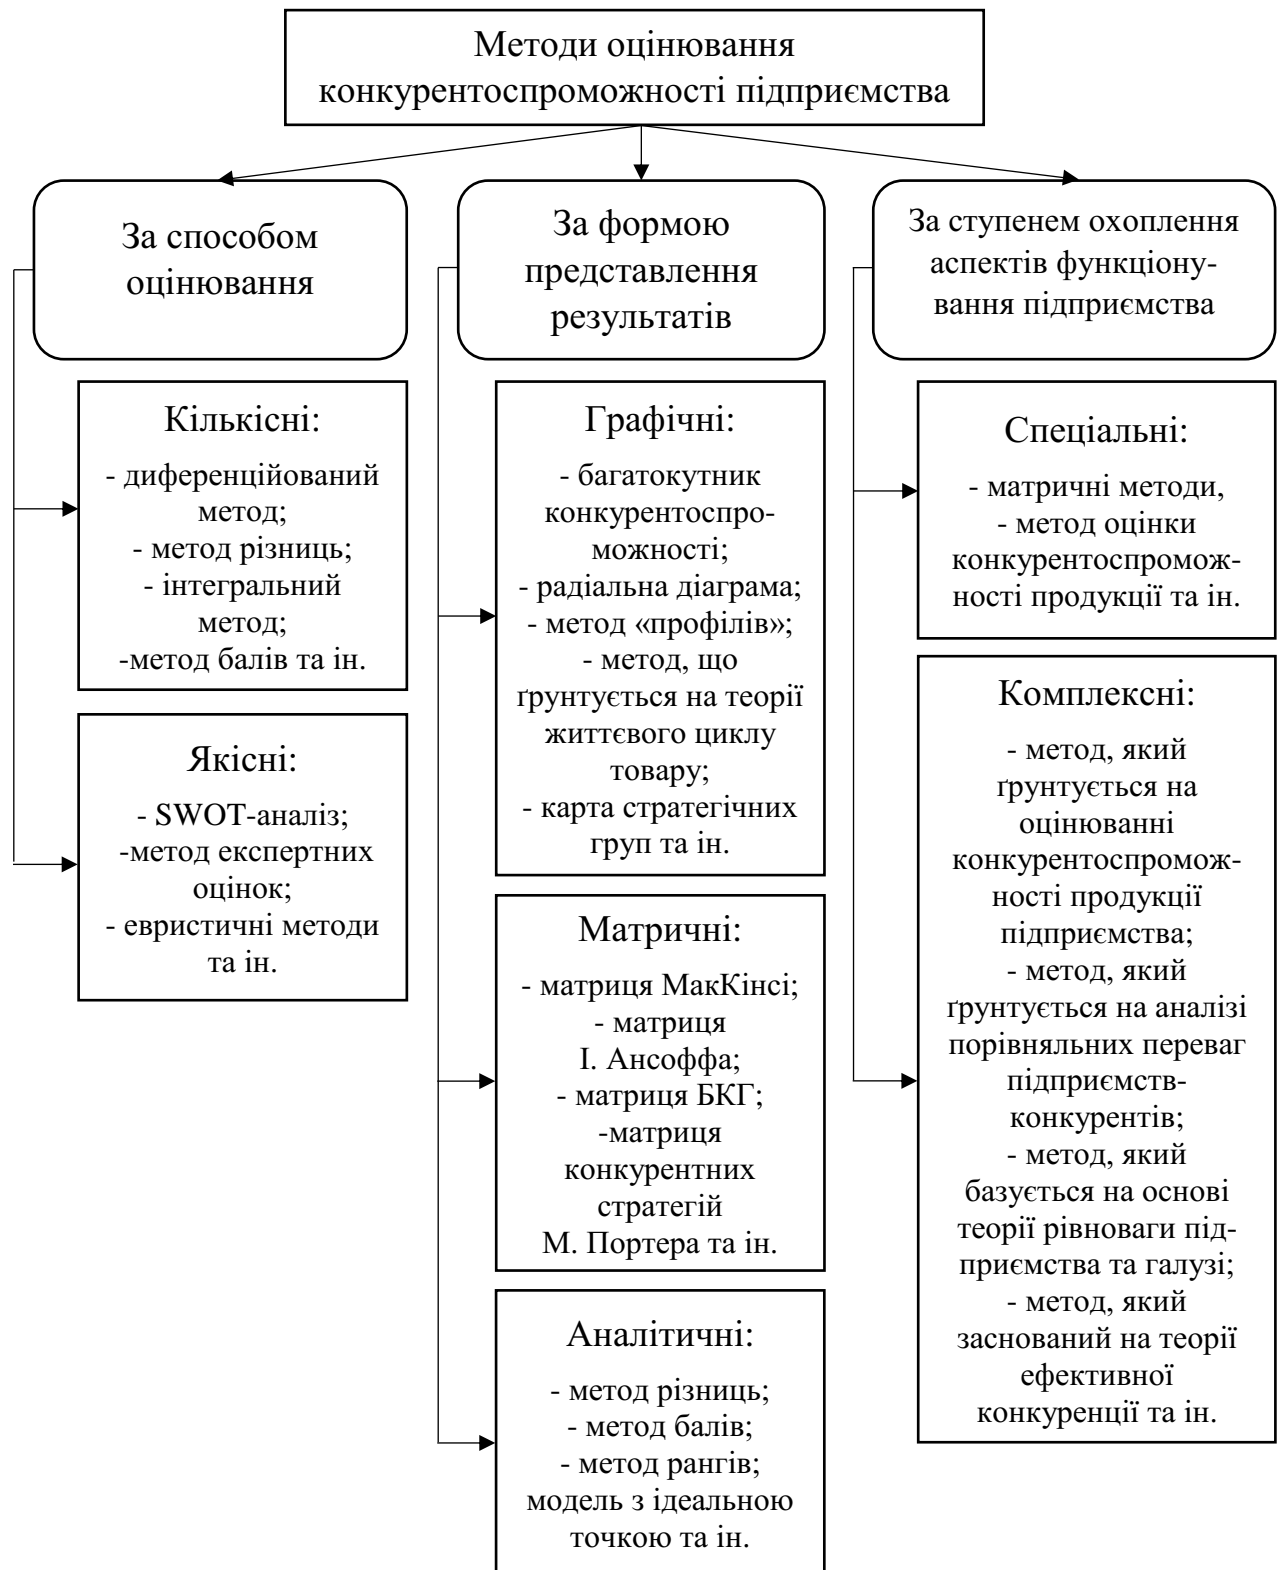 Методи оцінювання
конкурентоспроможності підприємства
За способом
оцінювання
Кількісні:
- диференційований
метод;
- метод різниць;
- інтегральний
метод;
-метод балів та ін.
Якісні:
- SWOT-аналіз;
-метод експертних
оцінок;
- евристичні методи
та ін.
За формою
представлення
результатів
Графічні:
- багатокутник
конкурентоспро-
можності;
- радіальна діаграма;
- метод «профілів»;
- метод, що
ґрунтується на теорії
життєвого циклу
товару;
- карта стратегічних
груп та ін.
Матричні:
- матриця МакКінсі;
- матриця
І. Ансоффа;
- матриця БКГ;
-матриця
конкурентних
стратегій
М. Портера та ін.
Аналітичні:
- метод різниць;
- метод балів;
- метод рангів;
модель з ідеальною
точкою та ін.
За ступенем охоплення
аспектів функціону-
вання підприємства
Спеціальні:
- матричні методи,
- метод оцінки
конкурентоспромож-
ності продукції та ін.
Комплексні:
- метод, який
ґрунтується на
оцінюванні
конкурентоспромож-
ності продукції
підприємства;
- метод, який
ґрунтується на аналізі
порівняльних переваг
підприємств-
конкурентів;
- метод, який
базується на основі
теорії рівноваги під-
приємства та галузі;
- метод, який
заснований на теорії
ефективної
конкуренції та ін.